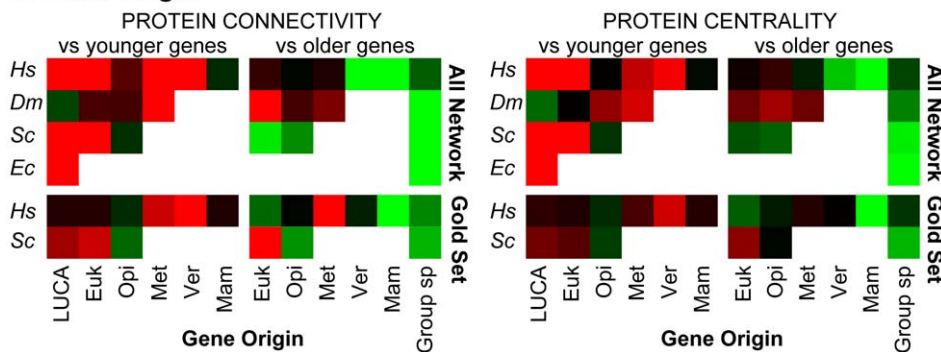 PROTEIN CONNECTIVITY
vs younger genes vs older genes
Hs
Dm
Sc
Ec
Hs
Sc
LUCA Euk Opi Met Ver Mam Euk Opi Met Ver Mam Group sp
Gene Origin
All Network
Gold Set
PROTEIN CENTRALITY
vs younger genes vs older genes
Hs
Dm
Sc
Ec
Hs
Sc
LUCA Euk Opi Met Ver Mam Euk Opi Met Ver Mam Group sp
Gene Origin
All Network
Gold Set